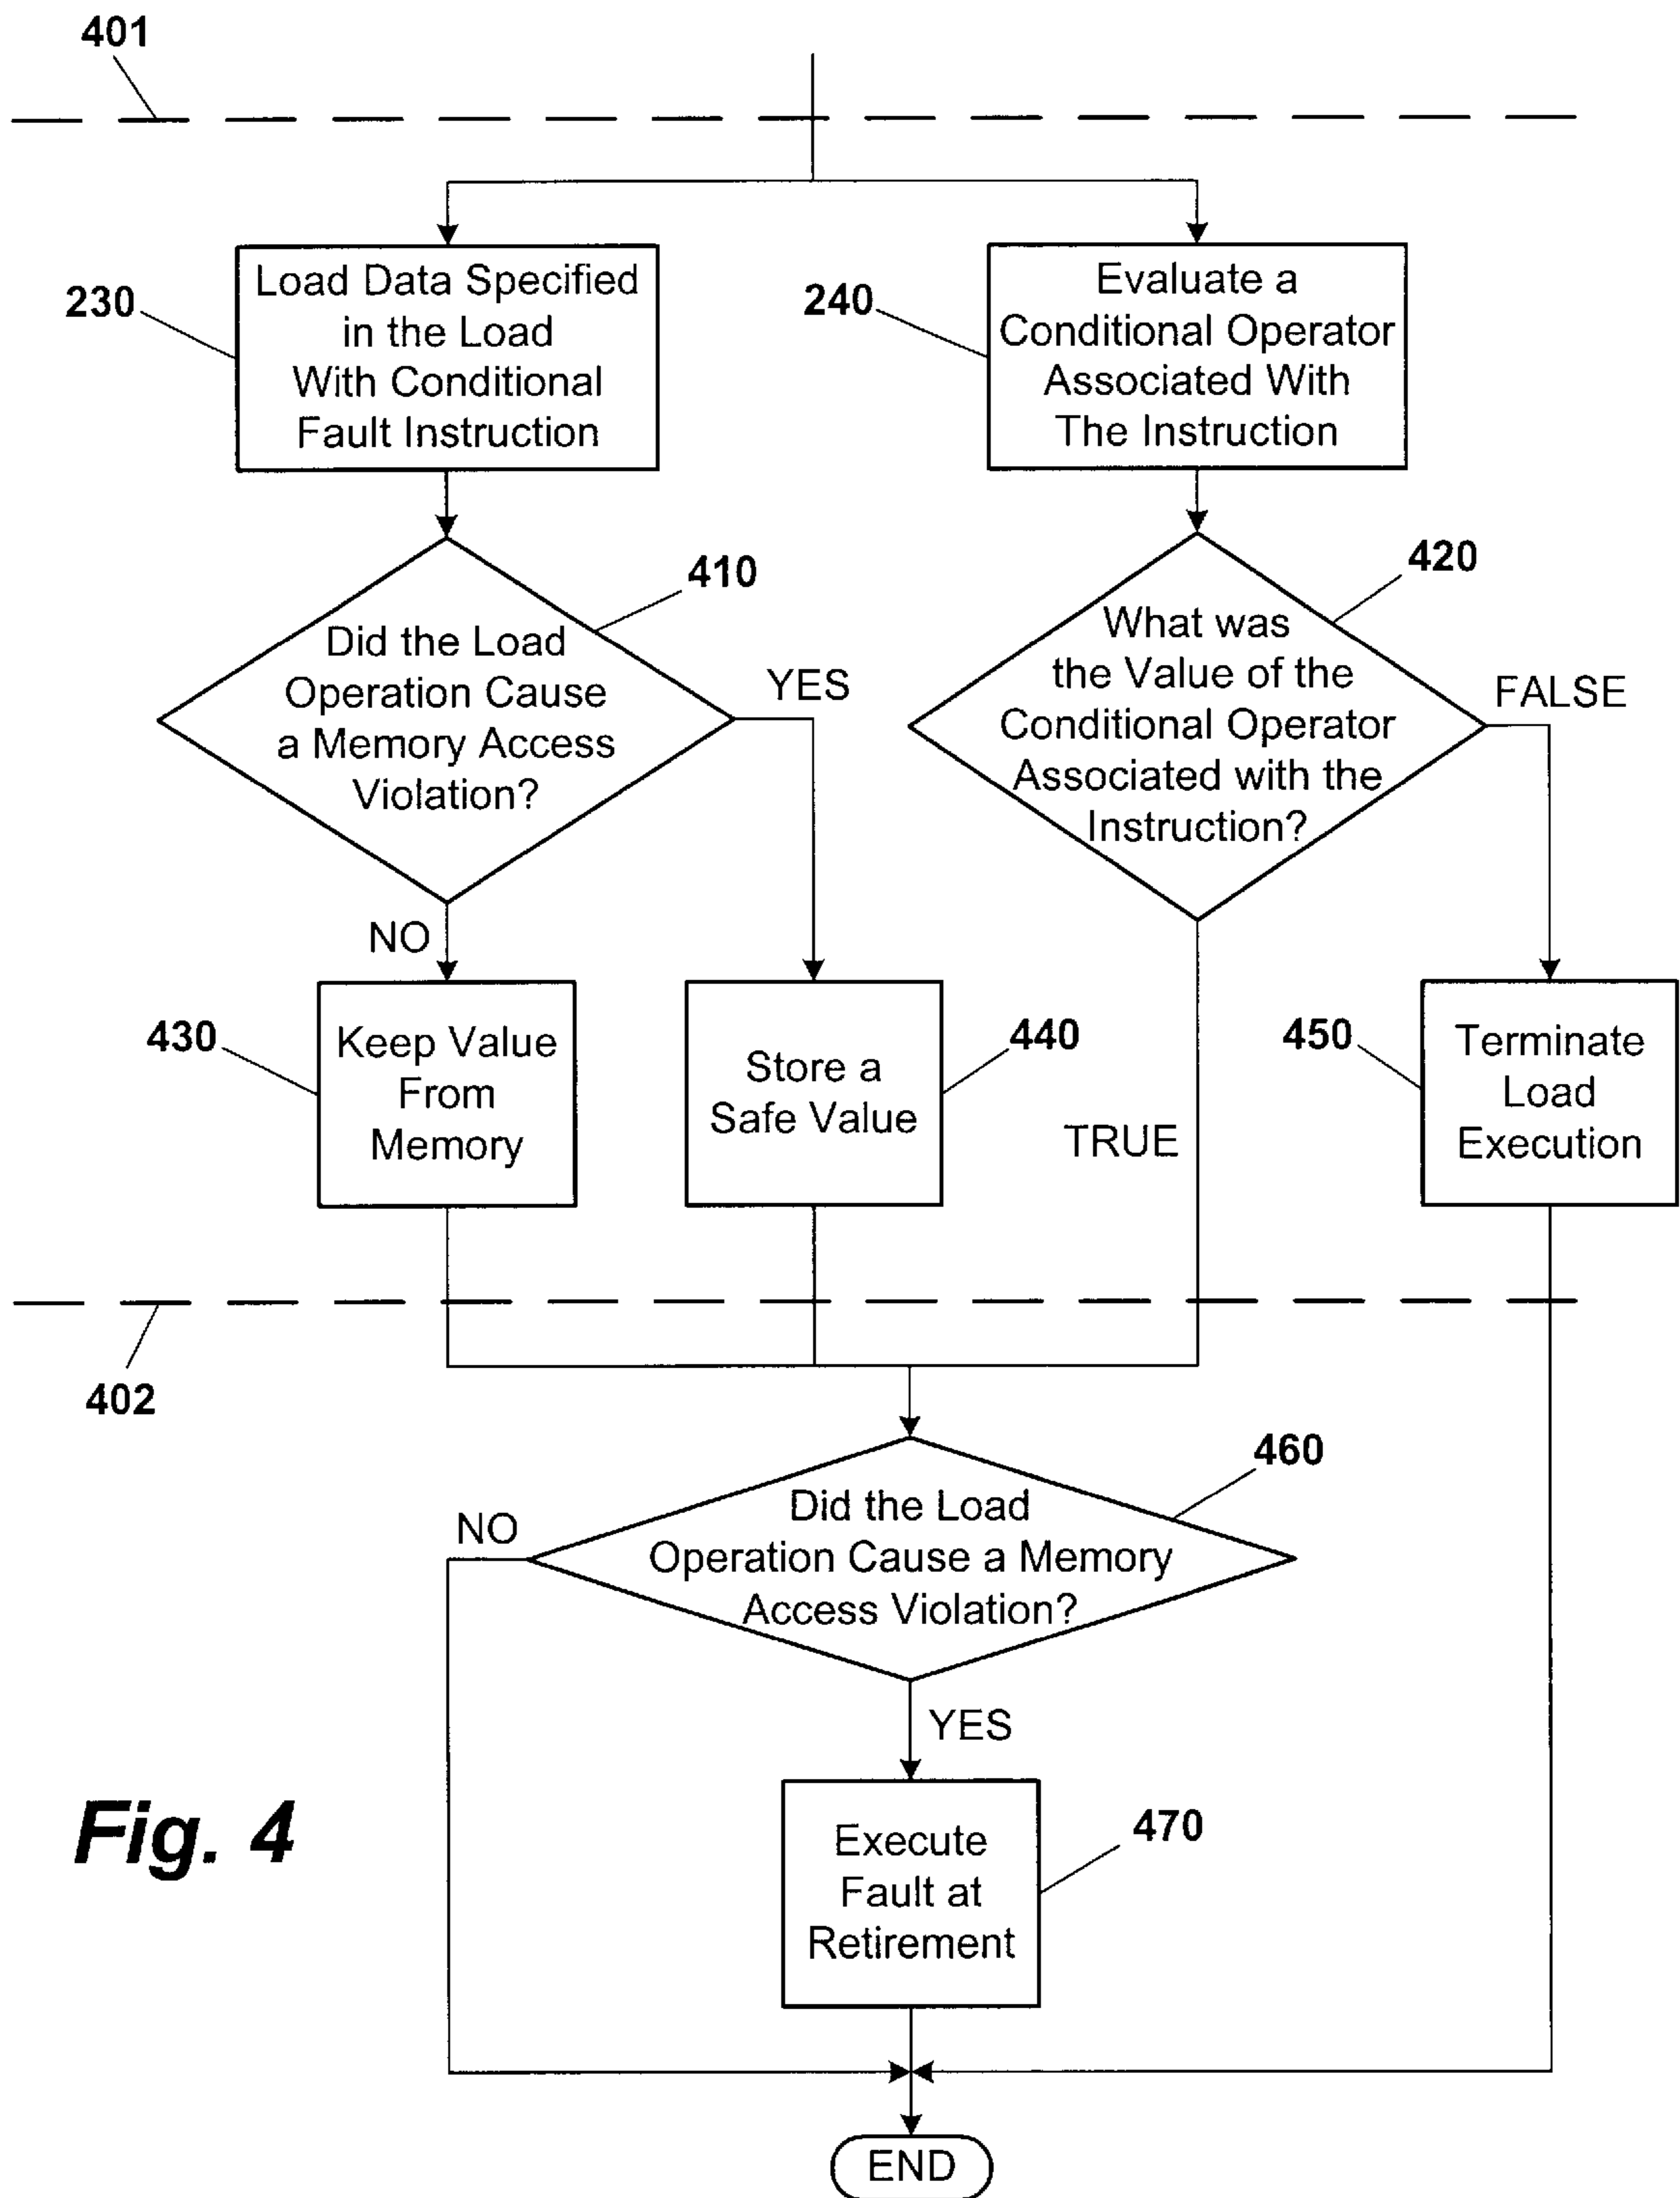 401
230
Load Data Specified
in the Load
With Conditional
Fault Instruction
240
Evaluate a
Conditional Operator
Associated With
The Instruction
410
Did the Load
Operation Cause
a Memory Access
Violation?
YES
NO
420
What was
the Value of the
Conditional Operator
Associated with the
Instruction?
FALSE
TRUE
430
Keep Value
From
Memory
Store a
Safe Value
440
450
Terminate
Load
Execution
402
460
Did the Load
Operation Cause a Memory
Access Violation?
NO
YES
Execute
Fault at
Retirement
470
Fig. 4
END